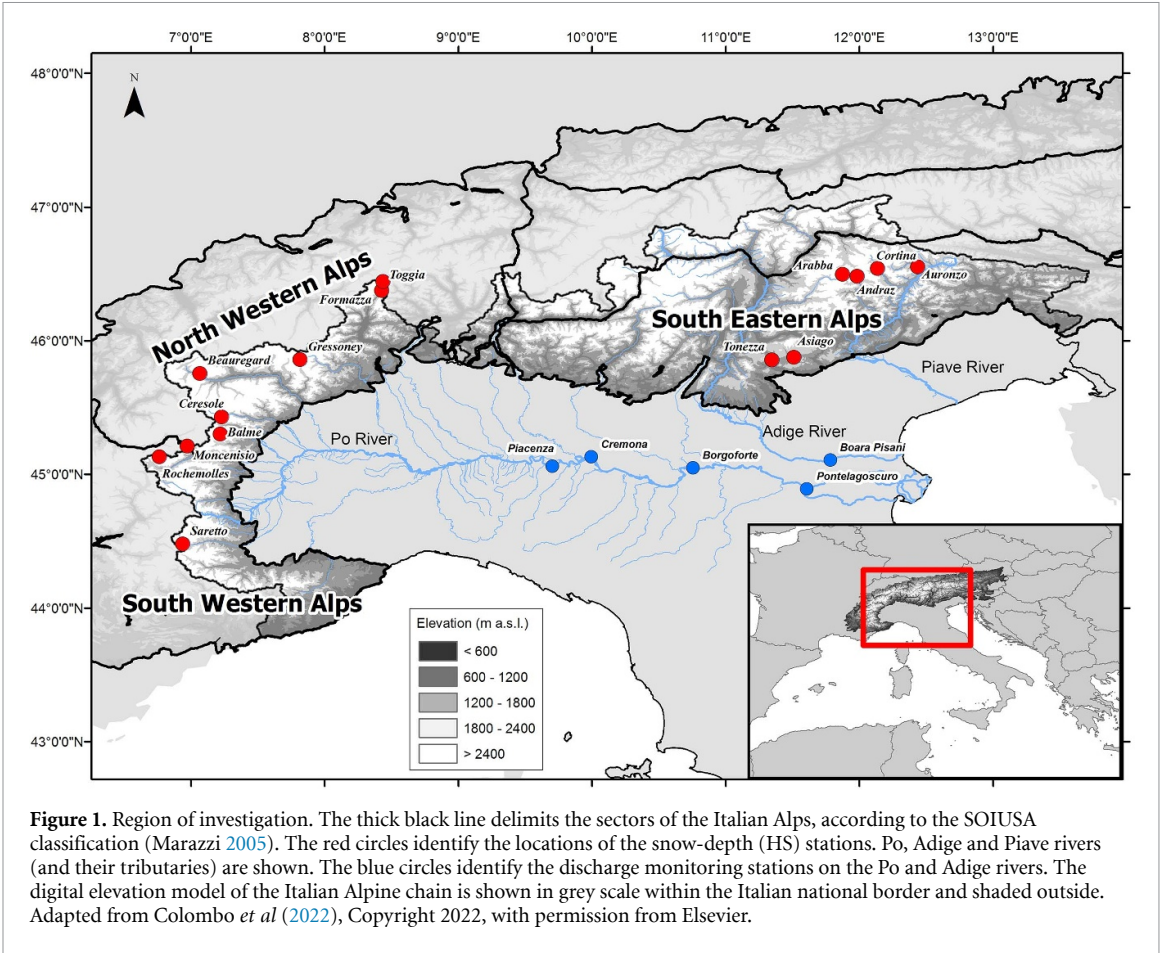 7°0'0"E 8°0'0"E 9°0'0"E 10°0'0"E 11°0'0"E 12°0'0"E 13°0'0"E
48°0'0"N
N
47°0'0"N
North Western Alps
Toggia
Formazza
Arabba
Cortina
Andraz
Auronzo
46°0'0"N
South Eastern Alps
Beauregard
Gressoney
Tonezza
Asiago
Piave River
Ceresole
Balme
Po River
Adige River
Moncenisio
Piacenza
Cremona
Borgoforte
Boara Pisani
45°0'0"N
Rochemolles
Pontelagoscuro
Saretto
44°0'0"N
South Western Alps
Elevation (m a.s.l.)
< 600
600 - 1200
1200 - 1800
1800 - 2400
> 2400
43°0'0"N
Figure 1. Region of investigation. The thick black line delimits the sectors of the Italian Alps, according to the SOIUSA
classification (Marazzi 2005). The red circles identify the locations of the snow-depth (HS) stations. Po, Adige and Piave rivers
(and their tributaries) are shown. The blue circles identify the discharge monitoring stations on the Po and Adige rivers. The
digital elevation model of the Italian Alpine chain is shown in grey scale within the Italian national border and shaded outside.
Adapted from Colombo et al (2022), Copyright 2022, with permission from Elsevier.